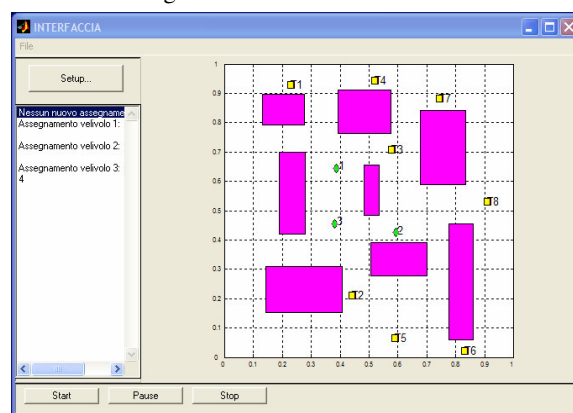 INTERFACCIA
File
Setup...
Nessun nuovo assegname
Assegnamento velivolo 1:
Assegnamento velivolo 2:
Assegnamento velivolo 3:
4
1
0.9
0.8
0.7
0.6
0.5
0.4
0.3
0.2
0.1
0
0 0.1 0.2 0.3 0.4 0.5 0.6 0.7 0.8 0.9 1
T1
T4
T7
T3
1
T8
3
2
T2
T5
T6
Start Pause Stop